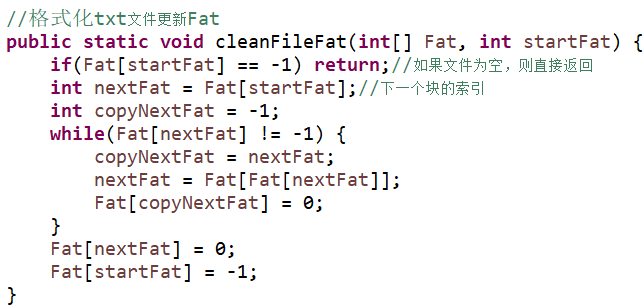 //格式化txt文件更新Fat
public static void cleanFileFat(int[] Fat, int startFat) {
    if(Fat[startFat] == -1) return;//如果文件为空，则直接返回
    int nextFat = Fat[startFat];//下一个块的索引
    int copyNextFat = -1;
    while(Fat[nextFat] != -1) {
        copyNextFat = nextFat;
        nextFat = Fat[Fat[nextFat]];
        Fat[copyNextFat] = 0;
    }
    Fat[nextFat] = 0;
    Fat[startFat] = -1;
}